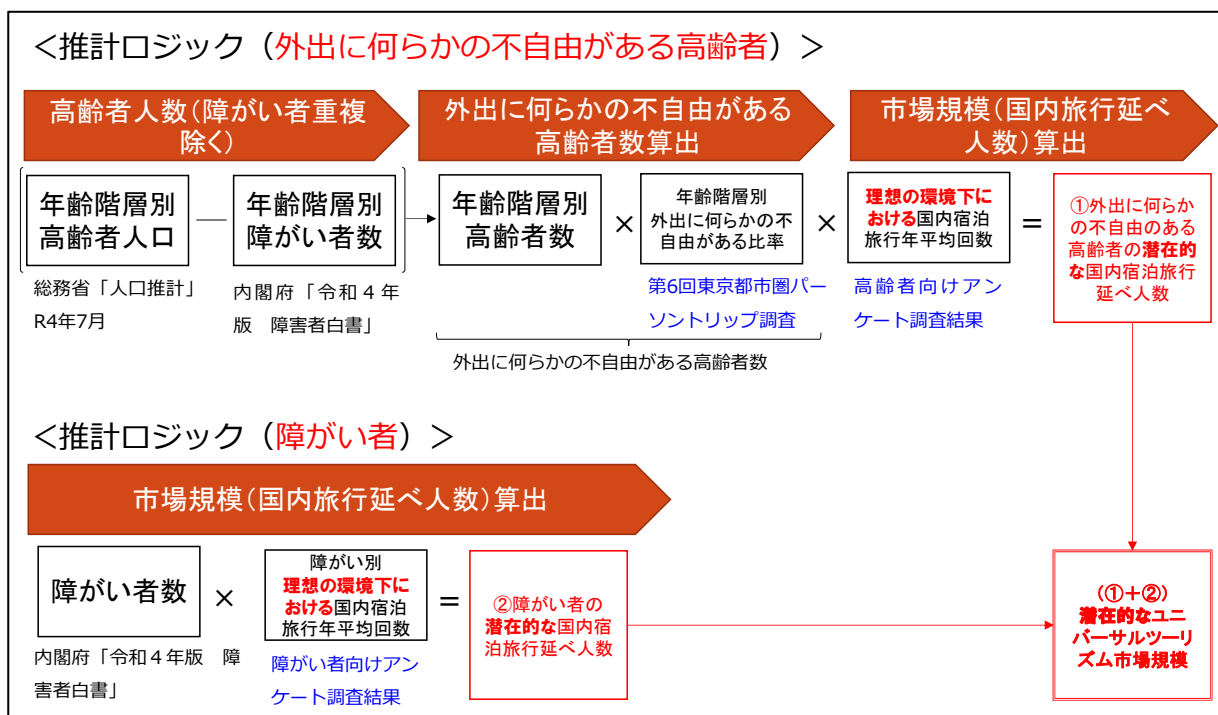 ＜推計ロジック（外出に何らかの不自由がある高齢者）＞
高齢者人数（障がい者重複
除く）
外出に何らかの不自由がある
高齢者数算出
市場規模（国内旅行延べ
人数）算出
年齢階層別
高齢者人口
―
年齢階層別
障がい者数
年齢階層別
高齢者数
×
年齢階層別
外出に何らかの不
自由がある比率
×
理想の環境下に
おける国内宿泊
旅行年平均回数
＝
①外出に何らか
の不自由のある
高齢者の潜在的
な国内宿泊旅行
延べ人数
総務省「人口推計」
R4年7月
内閣府「令和４年
版　障害者白書」
第6回東京都市圏パー
ソントリップ調査
高齢者向けアン
ケート調査結果
外出に何らかの不自由がある高齢者数
＜推計ロジック（障がい者）＞
市場規模（国内旅行延べ人数）算出
障がい者数
×
障がい別
理想の環境下に
おける国内宿泊
旅行年平均回数
＝
②障がい者の
潜在的な国内宿
泊旅行延べ人数
（①＋②）
潜在的なユニ
バーサルツーリ
ズム市場規模
内閣府「令和４年版　障
害者白書」
障がい者向けアン
ケート調査結果